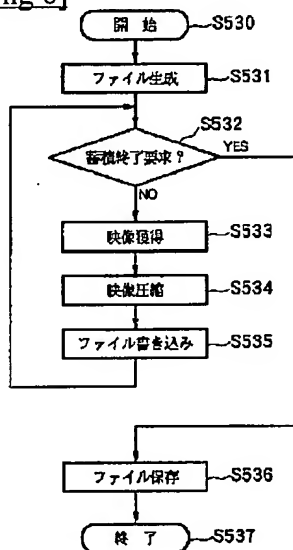 開 始 S530
ファイル生成 S531
S532
蓄積終了要求? YES
NO
映像獲得 S533
映像圧縮 S534
ファイル書き込み S535
ファイル保存 S536
終 了 S537